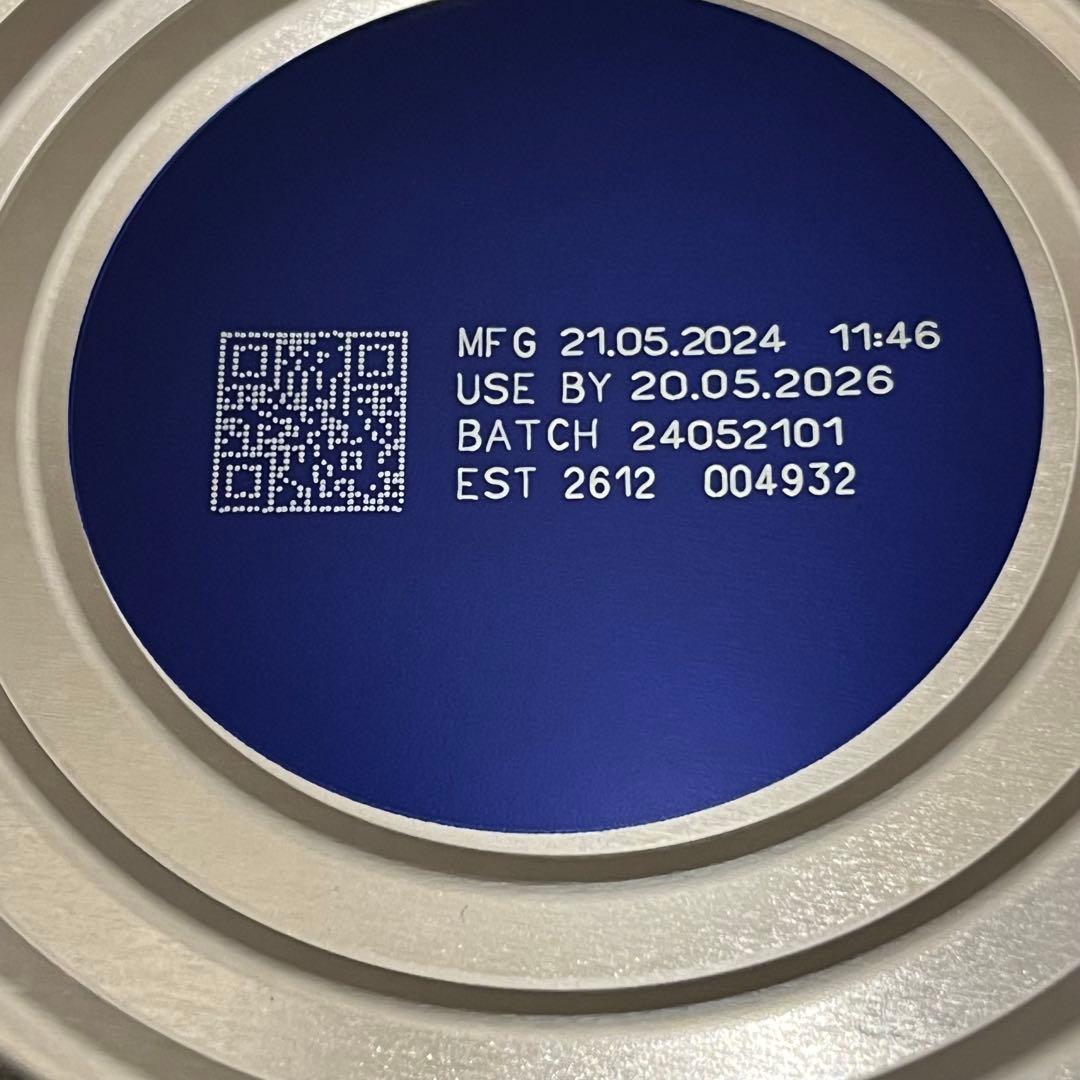 MFG 21.05.2024 11:46
USE BY 20.05.2026
BATCH 24052101
EST 2612 004932